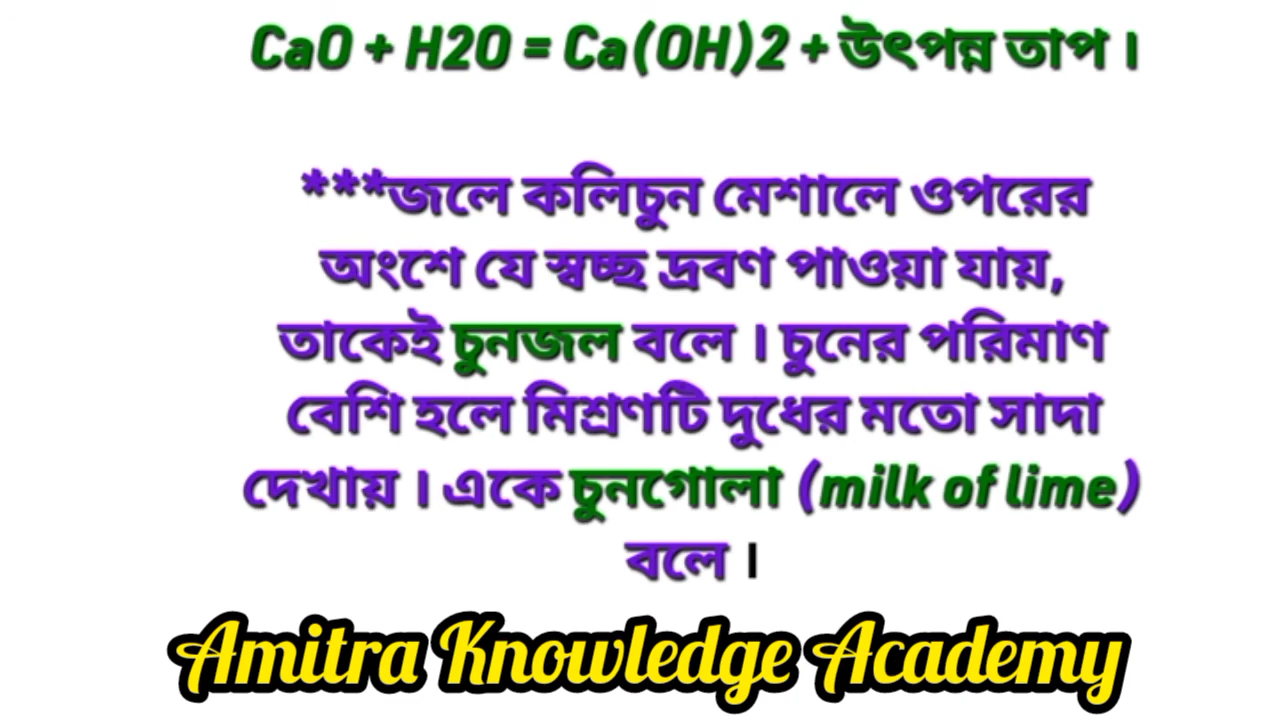 CaO + H2O = Ca(OH)2 + উৎপন্ন তাপ ।
***জলে কলিচুন মেশালে ওপরের
অংশে যে স্বচ্ছ দ্রবণ পাওয়া যায়,
তাকেই চুনজল বলে । চুনের পরিমাণ
বেশি হলে মিশ্রণটি দুধের মতো সাদা
দেখায় । একে চুনগোলা (milk of lime)
বলে ।
Amitra Knowledge Academy